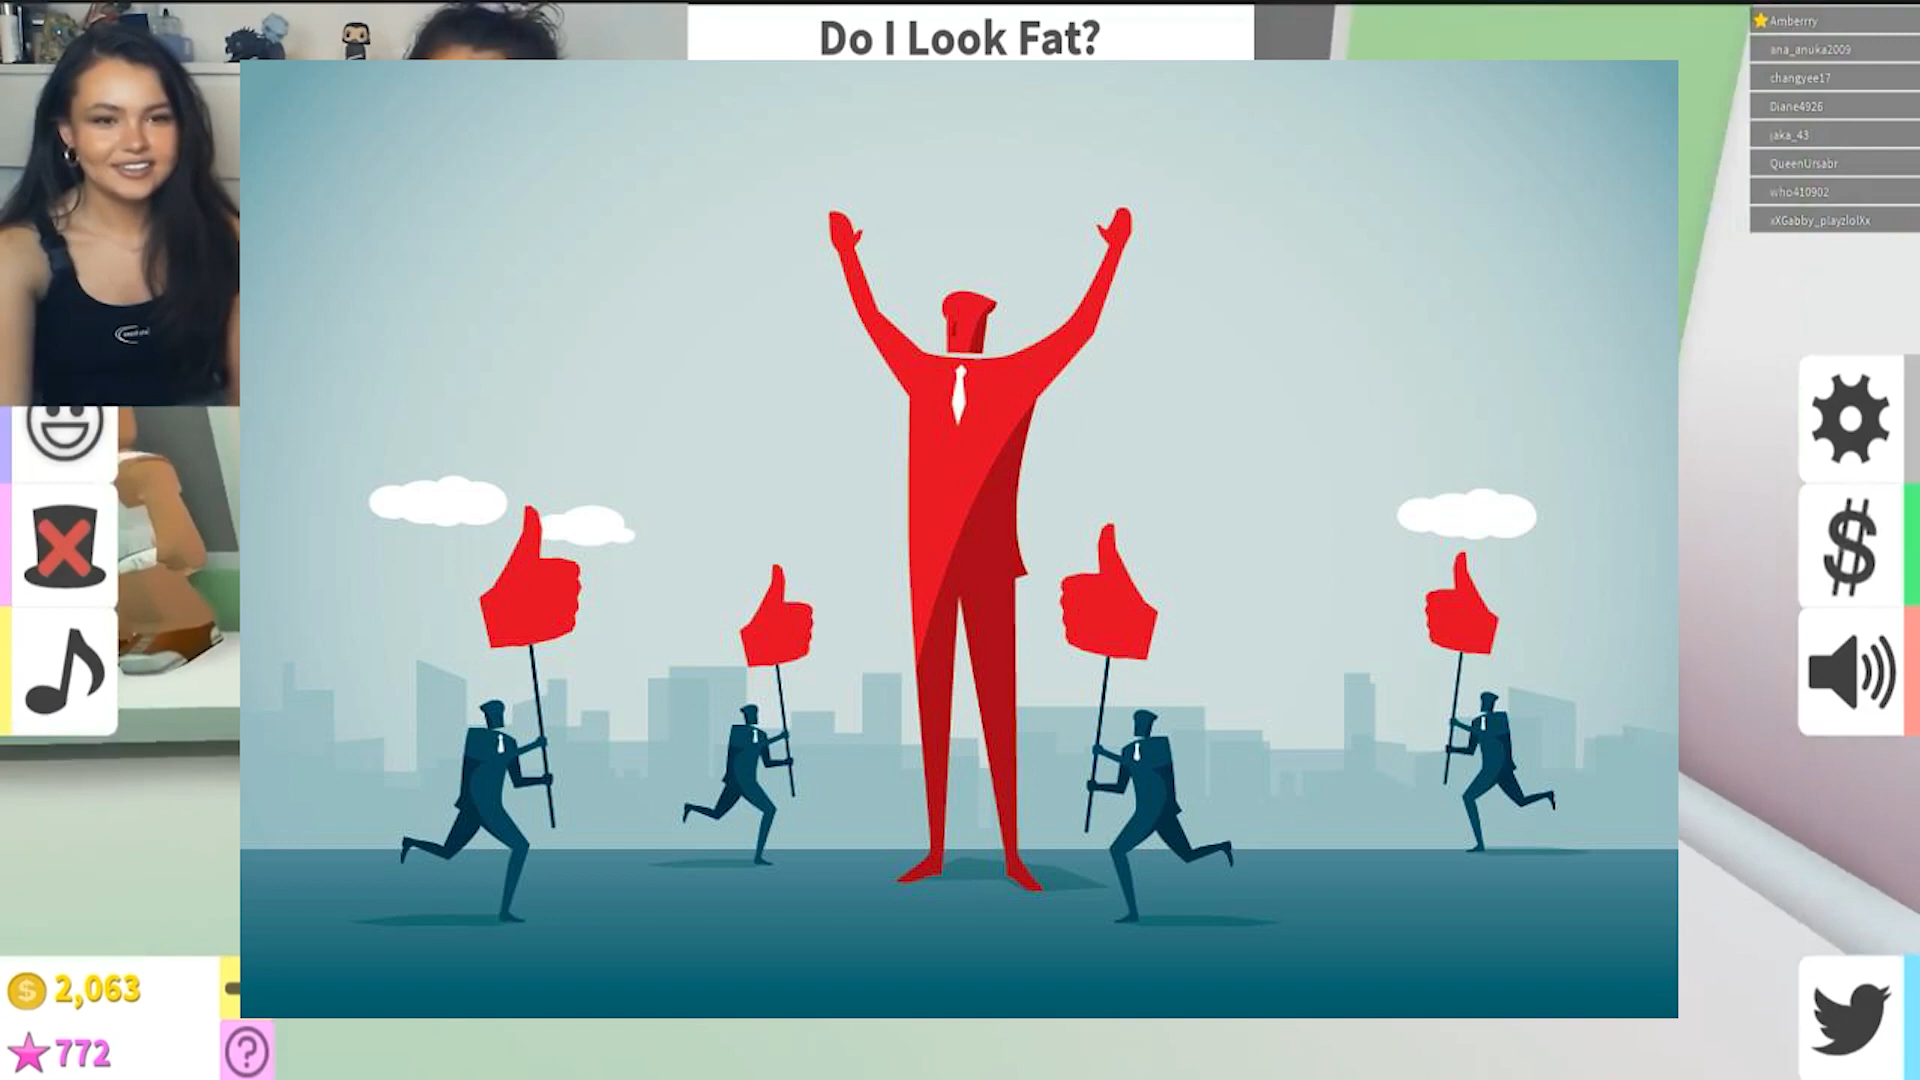 Do I Look Fat?
Amberrry
ana_anuka2009
changyee17
Diane4926
jaka_43
QueenUrsabr
who410902
xXGabby_playzlolXx
2,063
772